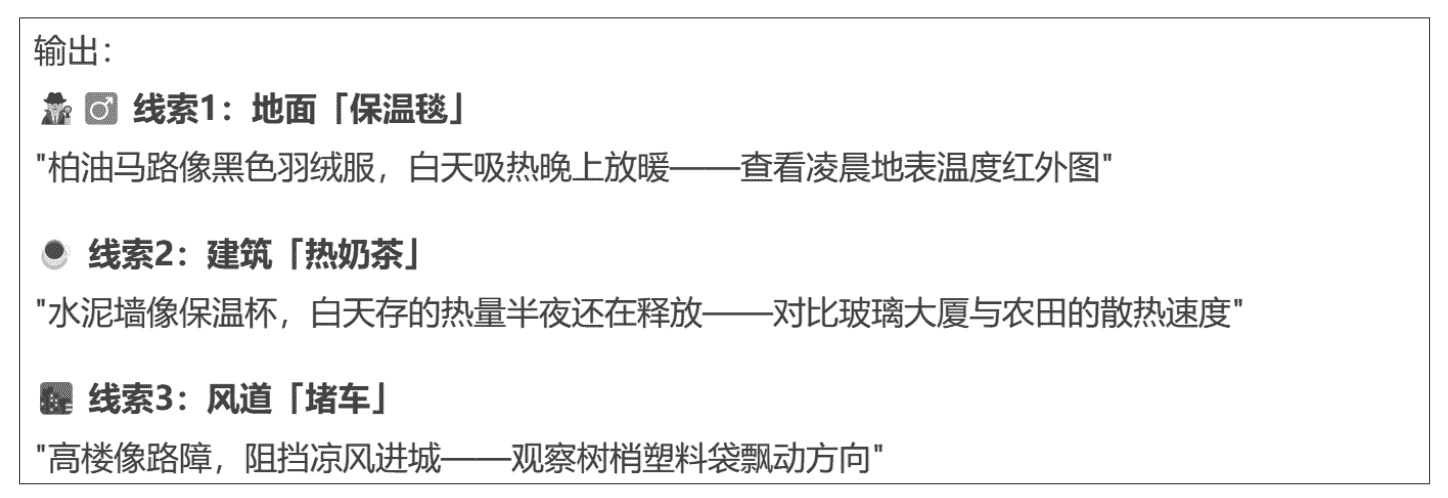 输出：
🕵️‍♂️ 线索1：地面「保温毯」
"柏油马路像黑色羽绒服，白天吸热晚上放暖——查看凌晨地表温度红外图"
线索2：建筑「热奶茶」
"水泥墙像保温杯，白天存的热量半夜还在释放——对比玻璃大厦与农田的散热速度"
线索3：风道「堵车」
"高楼像路障，阻挡凉风进城——观察树梢塑料袋飘动方向"